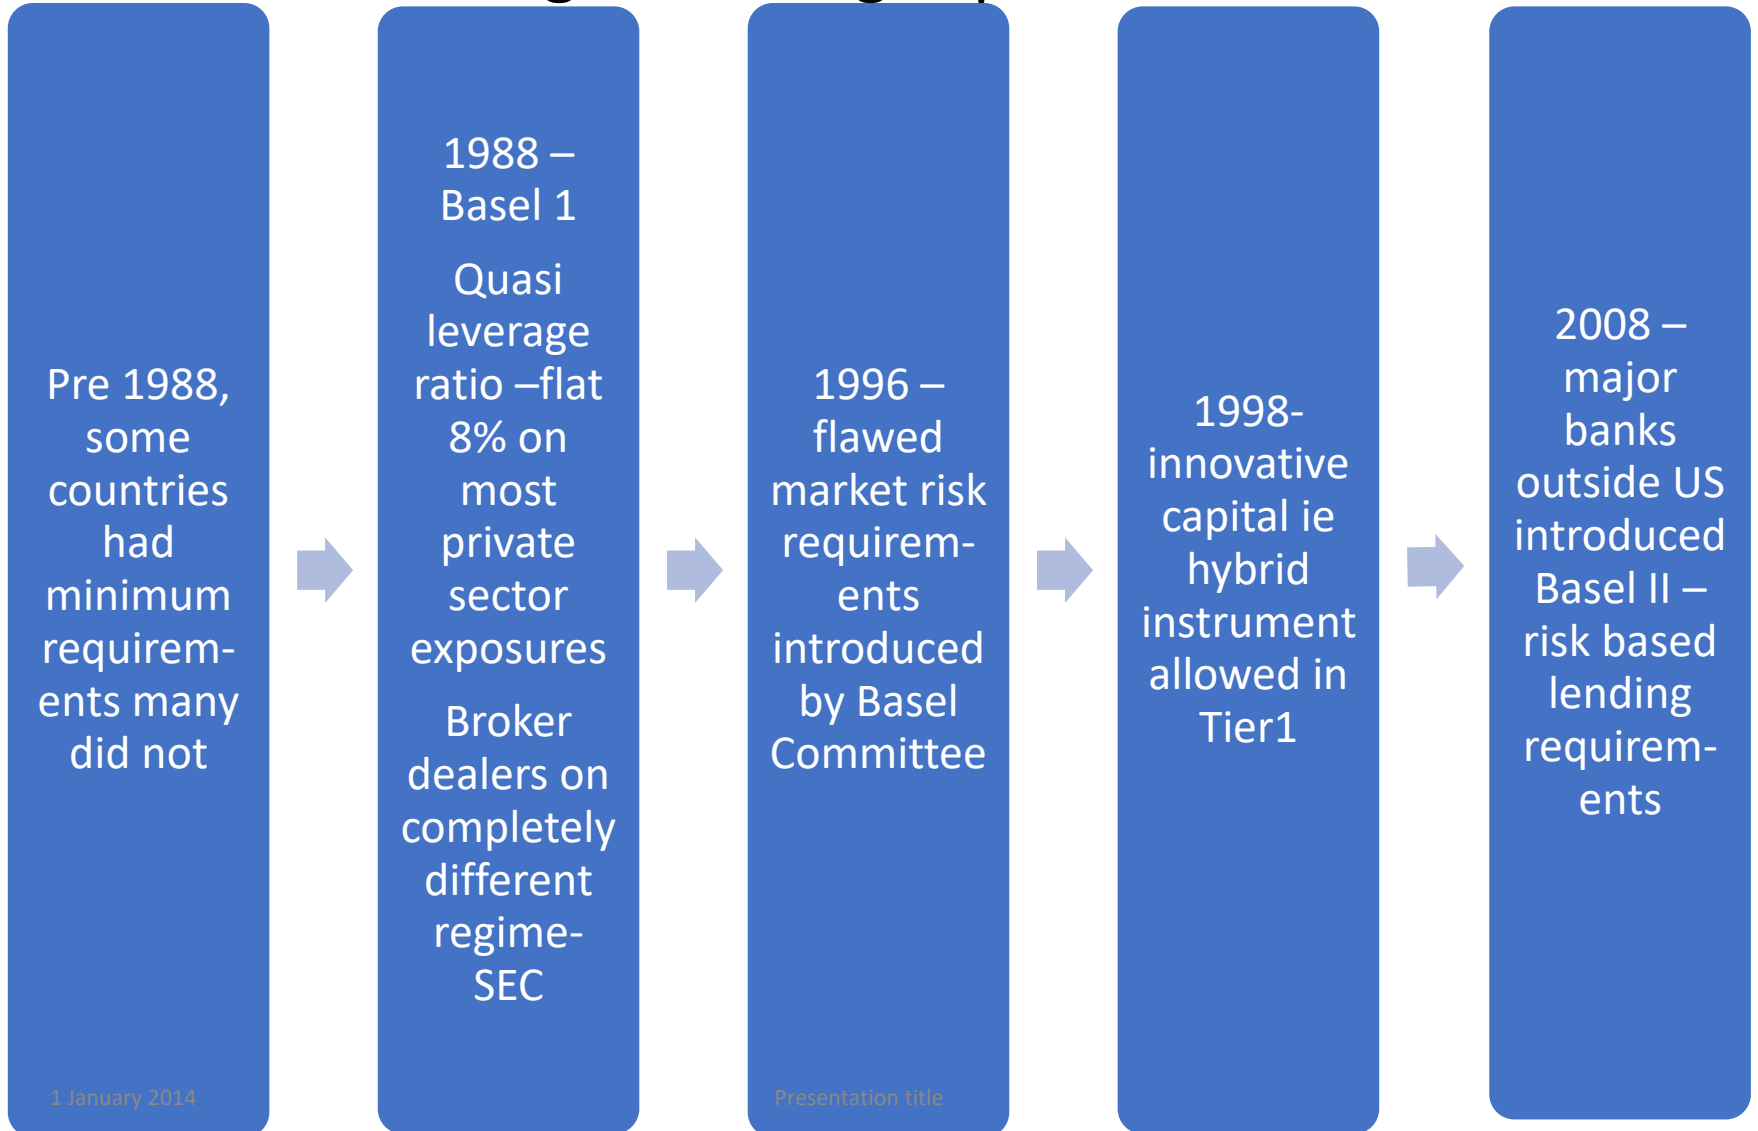 Pre 1988,
some
countries
had
minimum
requirem-
ents many
did not
1988 –
Basel 1
Quasi
leverage
ratio –flat
8% on
most
private
sector
exposures
Broker
dealers on
completely
different
regime-
SEC
1996 –
flawed
market risk
requirem-
ents
introduced
by Basel
Committee
1998-
innovative
capital ie
hybrid
instrument
allowed in
Tier1
2008 –
major
banks
outside US
introduced
Basel II –
risk based
lending
requirem-
ents
1 January 2014
Presentation title